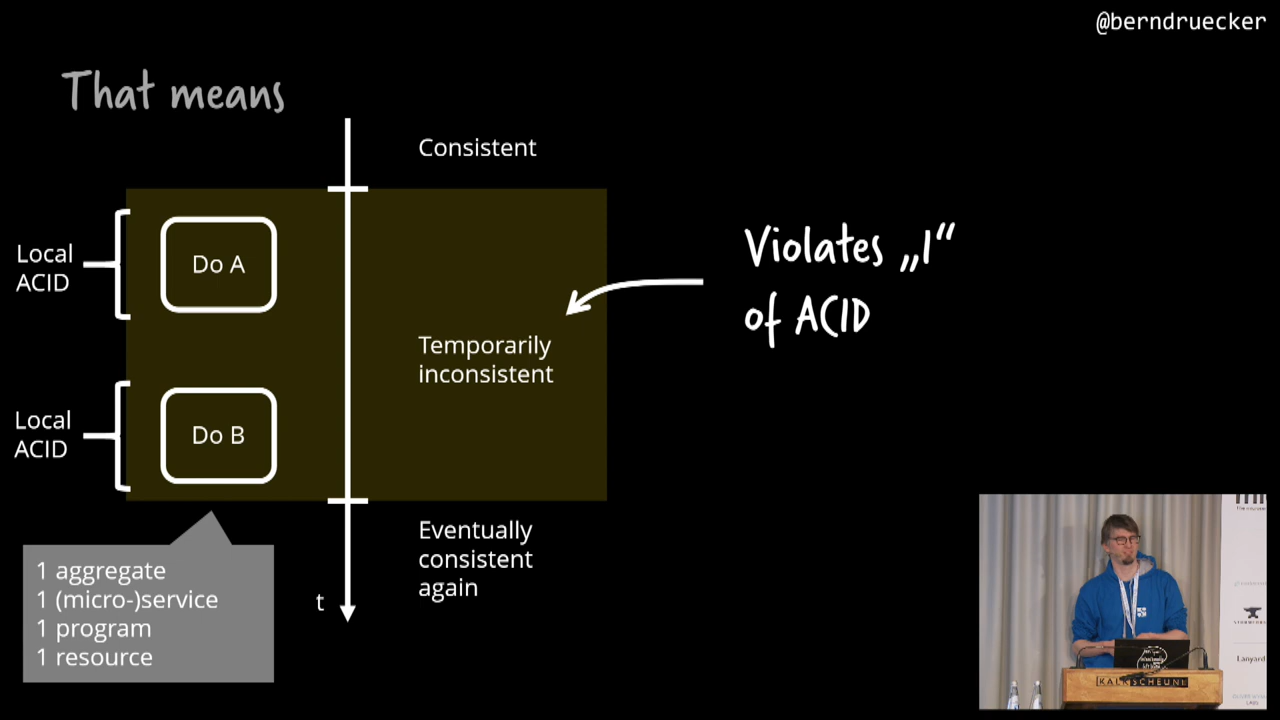 @berndruecker
That means
Consistent
Local
ACID
Do A
Violates „I“
of ACID
Temporarily
inconsistent
Local
ACID
Do B
Eventually
consistent
again
1 aggregate
1 (micro-)service
1 program
1 resource
t
Lanyard